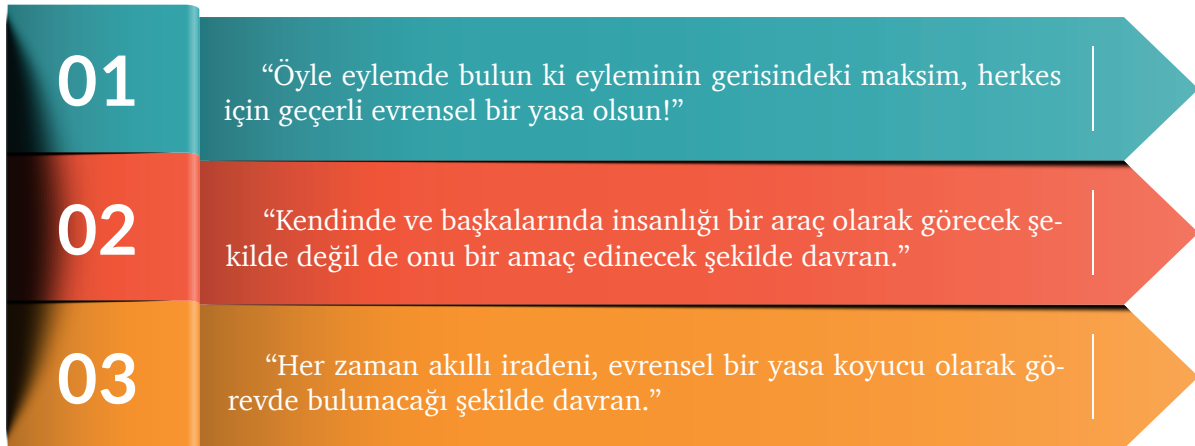 01
“Öyle eylemde bulun ki eyleminin gerisindeki maksim, herkes
için geçerli evrensel bir yasa olsun!”
02
“Kendinde ve başkalarında insanlığı bir araç olarak görecek şe-
kilde değil de onu bir amaç edinecek şekilde davran.”
03
“Her zaman akıllı iradeni, evrensel bir yasa koyucu olarak gö-
revde bulunacağı şekilde davran.”